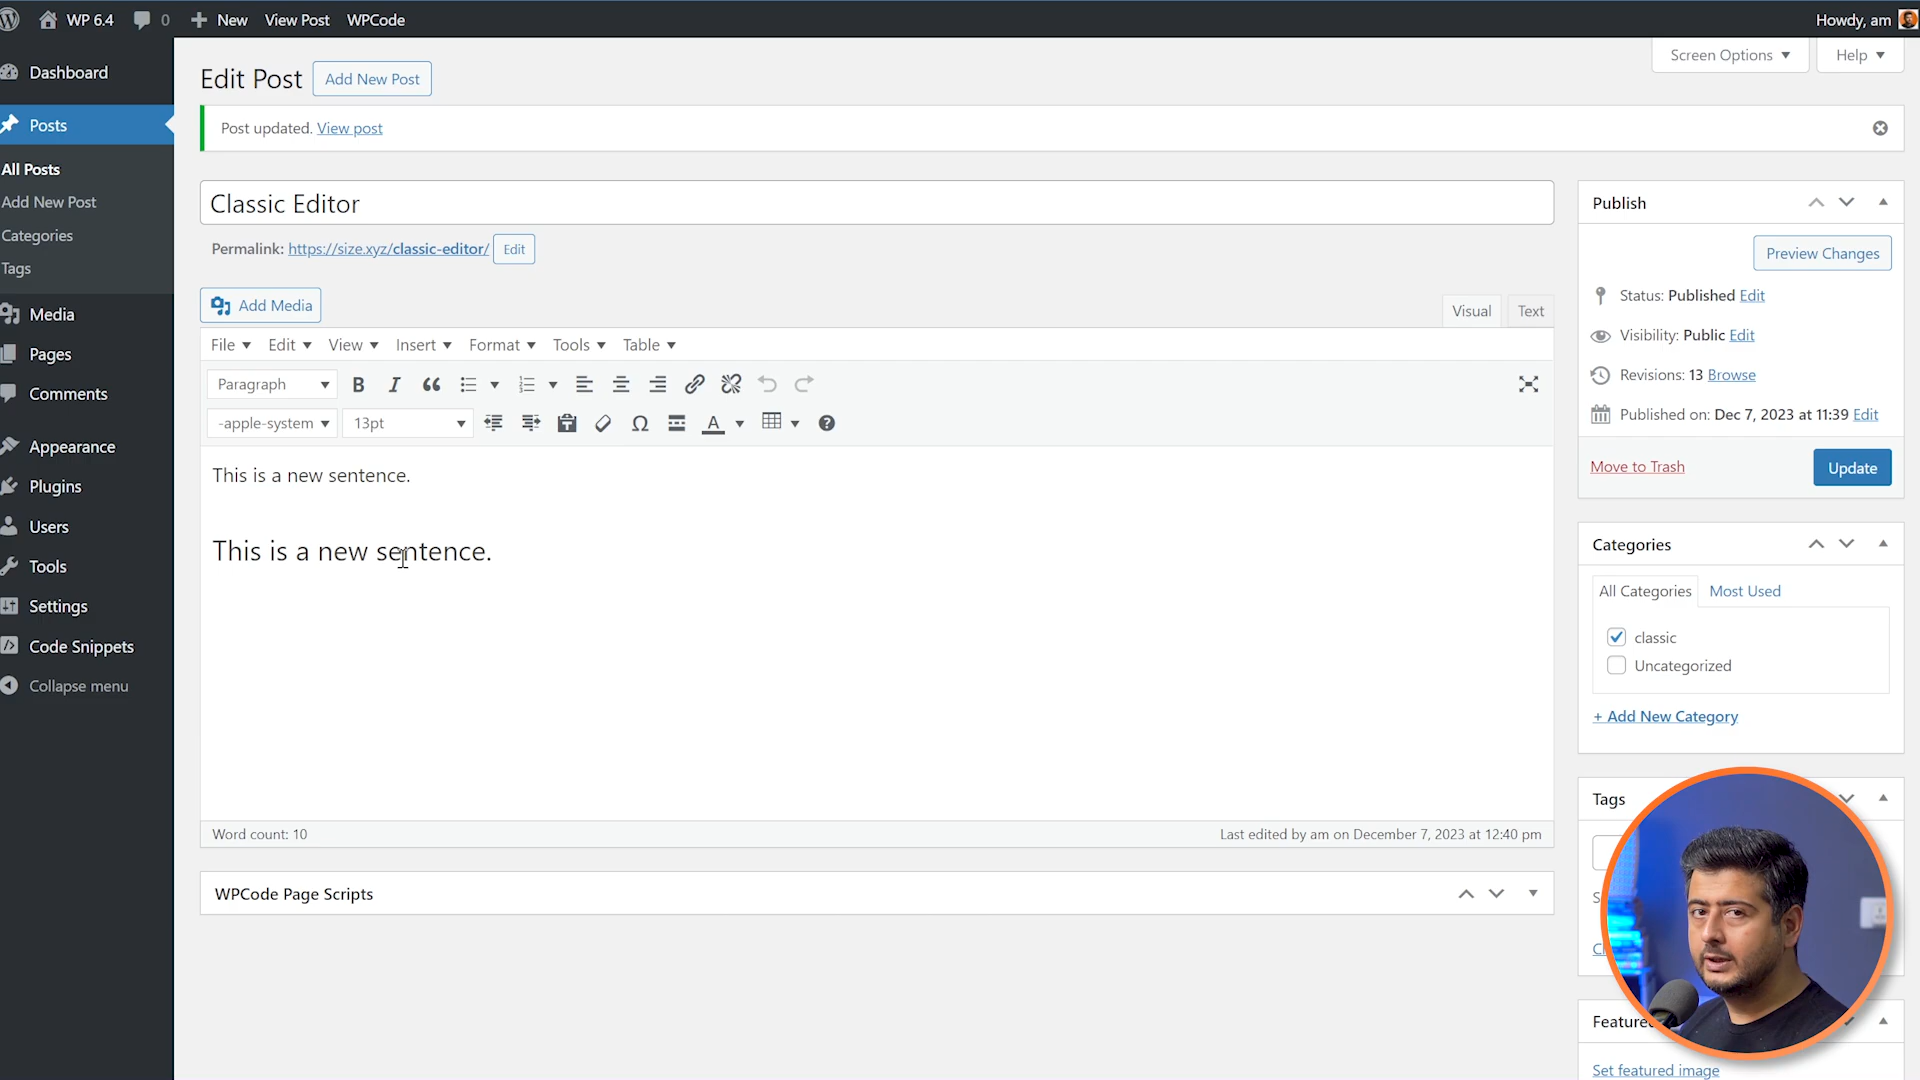 WP 6.4 0 New View Post WPCode Howdy, am
Screen Options Help
Dashboard
Posts
All Posts
Add New Post
Categories
Tags
Media
Pages
Comments
Appearance
Plugins
Users
Tools
Settings
Code Snippets
Collapse menu
Edit Post Add New Post
Post updated. View post
Classic Editor
Permalink: https://size.xyz/classic-editor/ Edit
Add Media
Visual Text
File Edit View Insert Format Tools Table
Paragraph
-apple-system 13pt
This is a new sentence.
This is a new sentence.
Word count: 10 Last edited by am on December 7, 2023 at 12:40 pm
WPCode Page Scripts
Publish
Preview Changes
Status: Published Edit
Visibility: Public Edit
Revisions: 13 Browse
Published on: Dec 7, 2023 at 11:39 Edit
Move to Trash Update
Categories
All Categories Most Used
classic
Uncategorized
+ Add New Category
Tags
Set featured image